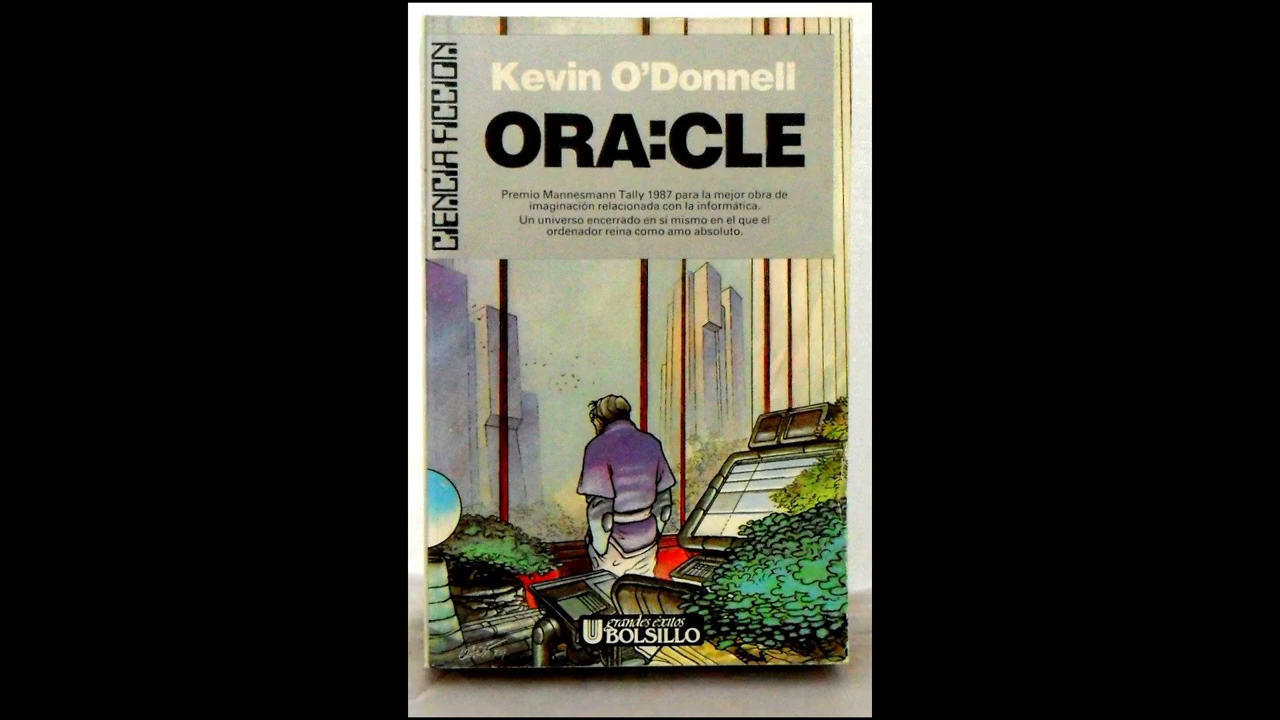 CIENCIA FICCION
Kevin O'Donnell
ORA:CLE
Premio Mannesmann Tally 1987 para la mejor obra de
imaginación relacionada con la informática.
Un universo encerrado en si mismo en el que el
ordenador reina como amo absoluto.
U grandes éxitos
BOLSILLO